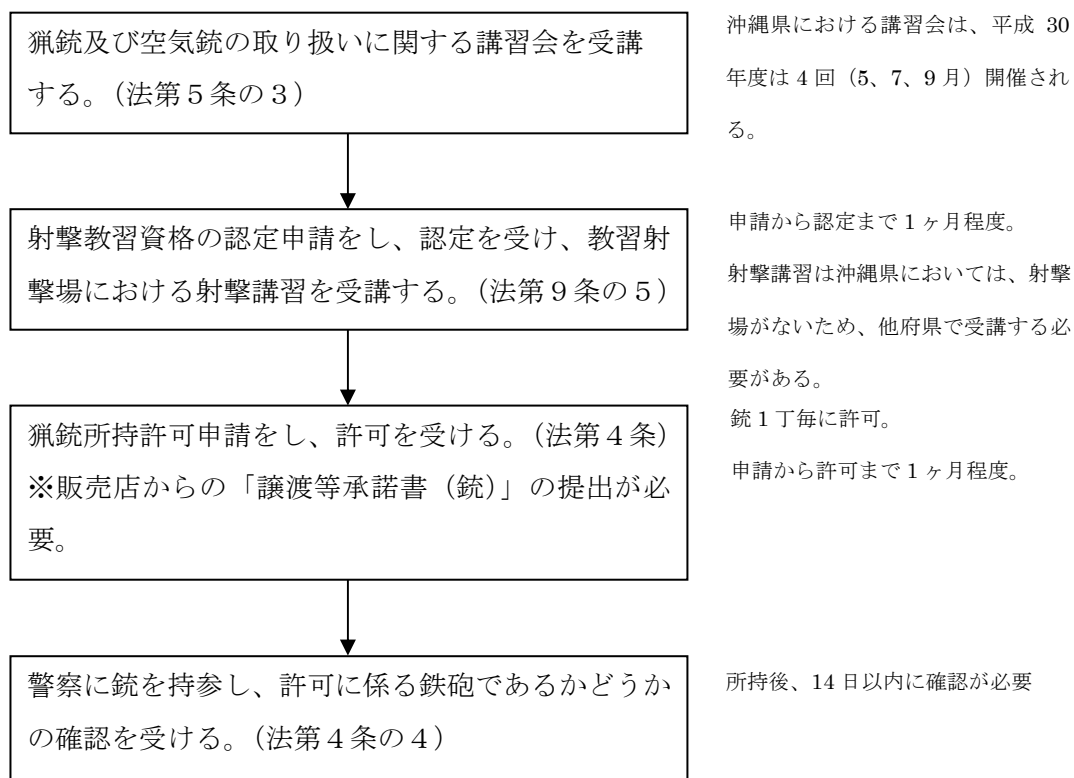 猟銃及び空気銃の取り扱いに関する講習会を受講
する。（法第５条の３）
沖縄県における講習会は、平成 30
年度は 4 回（5、7、9 月）開催され
る。
射撃教習資格の認定申請をし、認定を受け、教習射
撃場における射撃講習を受講する。（法第９条の５）
申請から認定まで 1 ヶ月程度。
射撃講習は沖縄県においては、射撃
場がないため、他府県で受講する必
要がある。
猟銃所持許可申請をし、許可を受ける。（法第４条）
※販売店からの「譲渡等承諾書（銃）」の提出が必
要。
銃 1 丁毎に許可。
申請から許可まで 1 ヶ月程度。
警察に銃を持参し、許可に係る鉄砲であるかどうか
の確認を受ける。（法第４条の４）
所持後、14 日以内に確認が必要